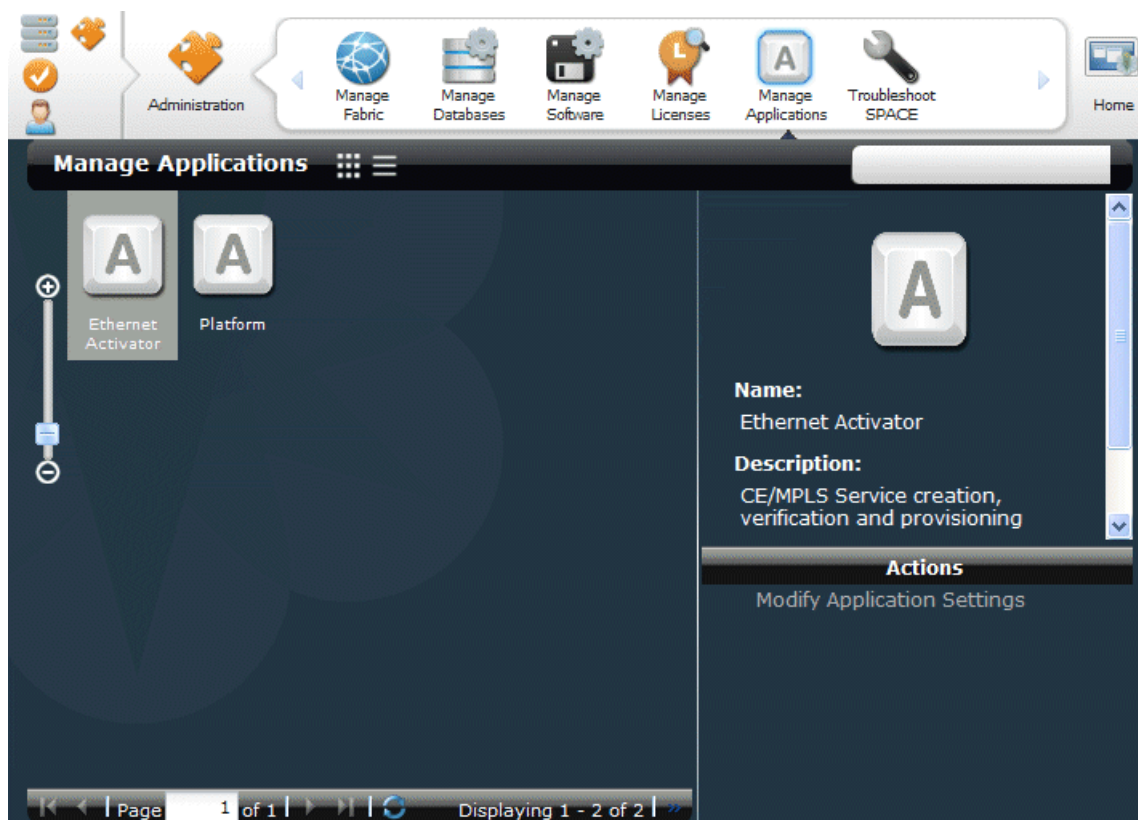 Administration
Manage
Fabric
Manage
Databases
Manage
Software
Manage
Licenses
A
Manage
Applications
Troubleshoot
SPACE
Home
Manage Applications
A
Ethernet
Activator
A
Platform
A
Name:
Ethernet Activator
Description:
CE/MPLS Service creation,
verification and provisioning
Actions
Modify Application Settings
Page 1 of 1 Displaying 1 - 2 of 2